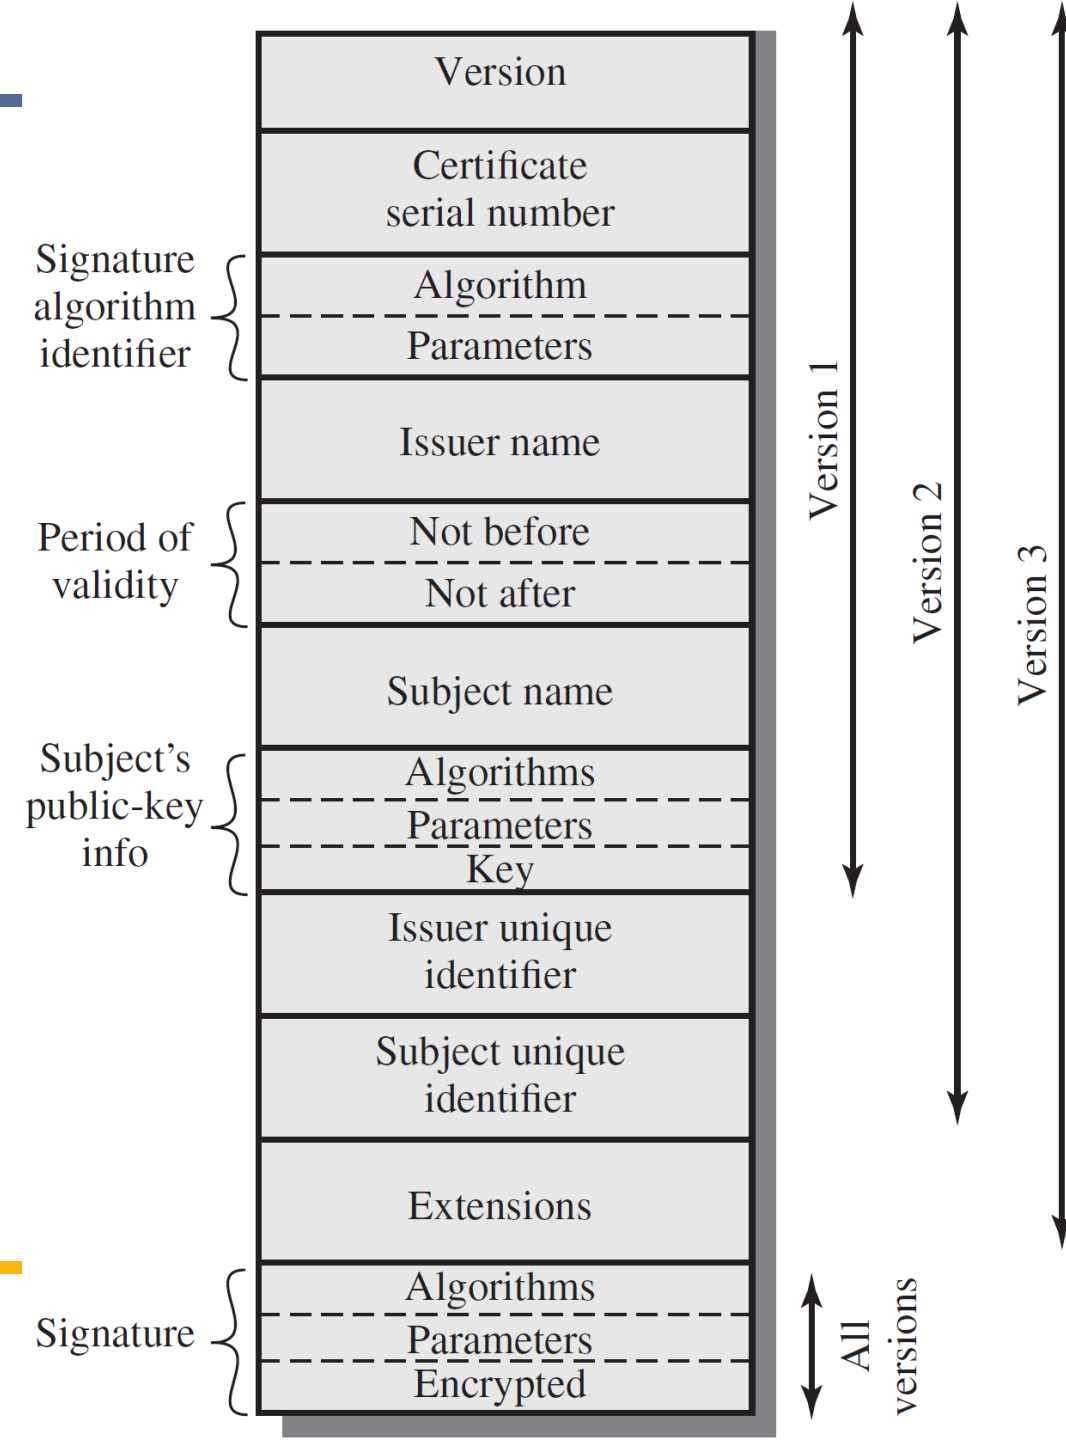 Version
Certificate
serial number
Signature
algorithm
identifier
Algorithm
Parameters
Issuer name
Period of
validity
Not before
Not after
Subject name
Subject's
public-key
info
Algorithms
Parameters
Key
Issuer unique
identifier
Subject unique
identifier
Extensions
Signature
Algorithms
Parameters
Encrypted
Version 1
Version 2
Version 3
All
versions